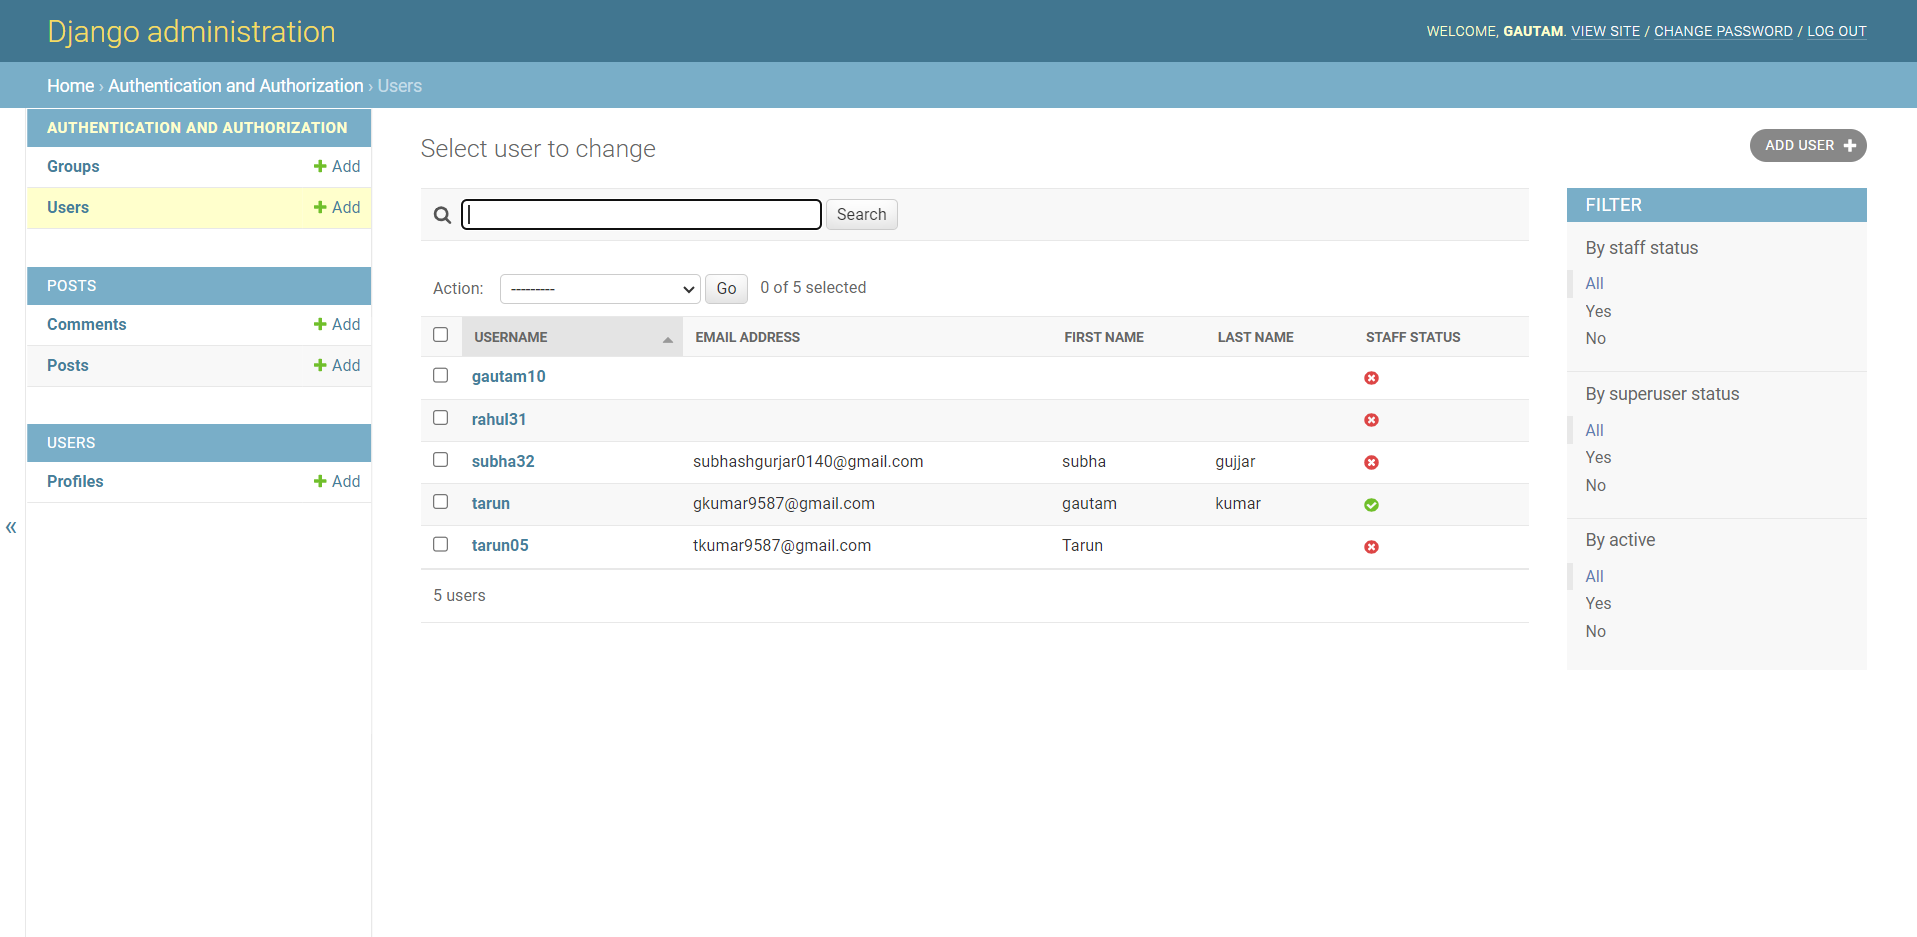 Django administration
WELCOME, GAUTAM. VIEW SITE / CHANGE PASSWORD / LOG OUT
Home › Authentication and Authorization › Users
AUTHENTICATION AND AUTHORIZATION
Groups Add
Users Add
POSTS
Comments Add
Posts Add
USERS
Profiles Add
«
Select user to change
ADD USER
Search
Action: --------- Go 0 of 5 selected
USERNAME EMAIL ADDRESS FIRST NAME LAST NAME STAFF STATUS
gautam10
rahul31
subha32 subhashgurjar0140@gmail.com subha gujjar
tarun gkumar9587@gmail.com gautam kumar
tarun05 tkumar9587@gmail.com Tarun
5 users
FILTER
By staff status
All
Yes
No
By superuser status
All
Yes
No
By active
All
Yes
No